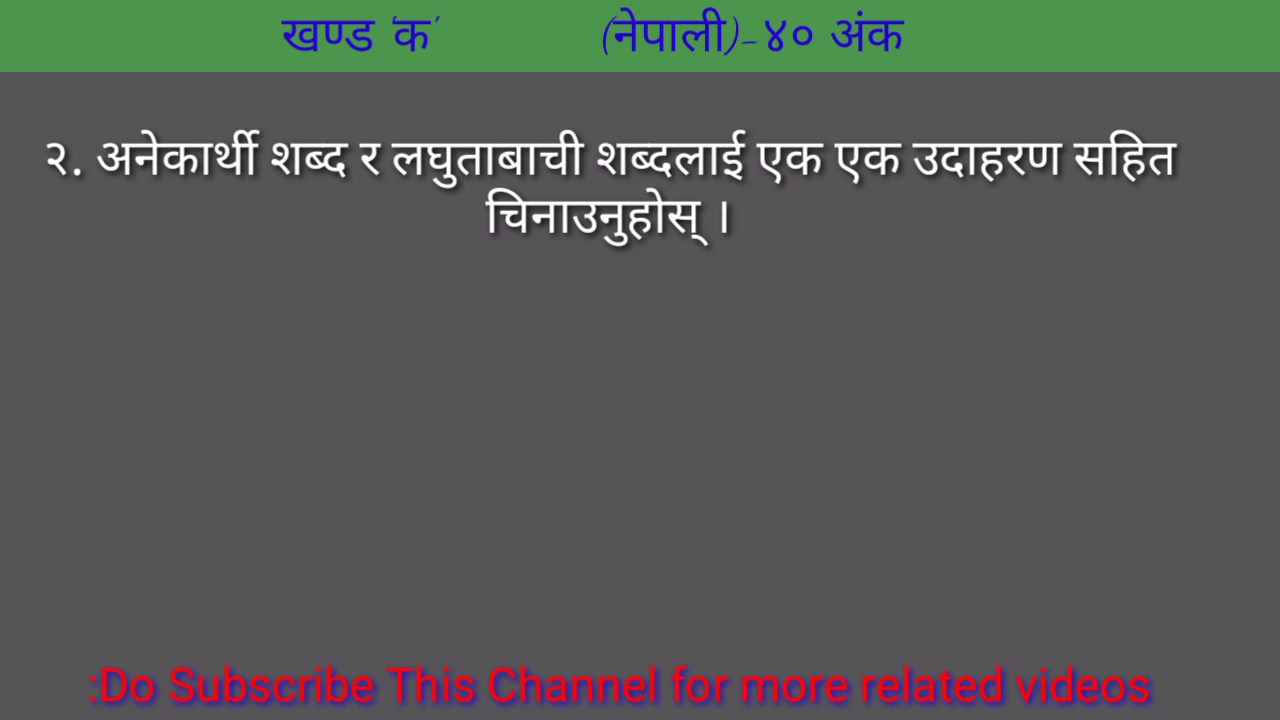 खण्ड 'क' (नेपाली)-४० अंक
२. अनेकार्थी शब्द र लघुताबाची शब्दलाई एक एक उदाहरण सहित
चिनाउनुहोस् ।
:Do Subscribe This Channel for more related videos